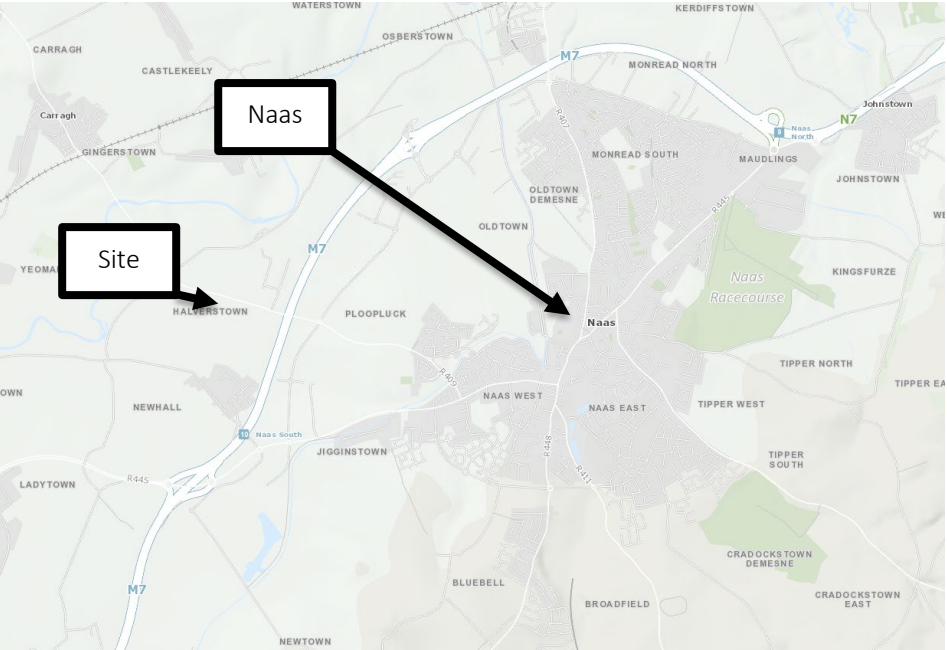 WATERSTOWN
KERDIFFSTOWN
OSBERSTOWN
CARRAGH
M7
MONREAD NORTH
CASTLEKEELY
Johnstown
Carragh
Naas
R407
N7
9
Naas
North
GINGERSTOWN
MONREAD SOUTH
MAUDLINGS
JOHNSTOWN
OLDTOWN
DEMESNE
R445
WE
OLDTOWN
M7
Site
YEOMA
Naas
Racecourse
KINGSFURZE
HALVERSTOWN
PLOOPLUCK
Naas
TIPPER NORTH
R409
TIPPER EA
OWN
NEWHALL
NAAS WEST
NAAS EAST
TIPPER WEST
10
Naas South
R448
JIGGINSTOWN
TIPPER
SOUTH
R445
R411
LADYTOWN
CRADOCKSTOWN
DEMESNE
M7
BLUEBELL
CRADOCKSTOWN
EAST
BROADFIELD
NEWTOWN